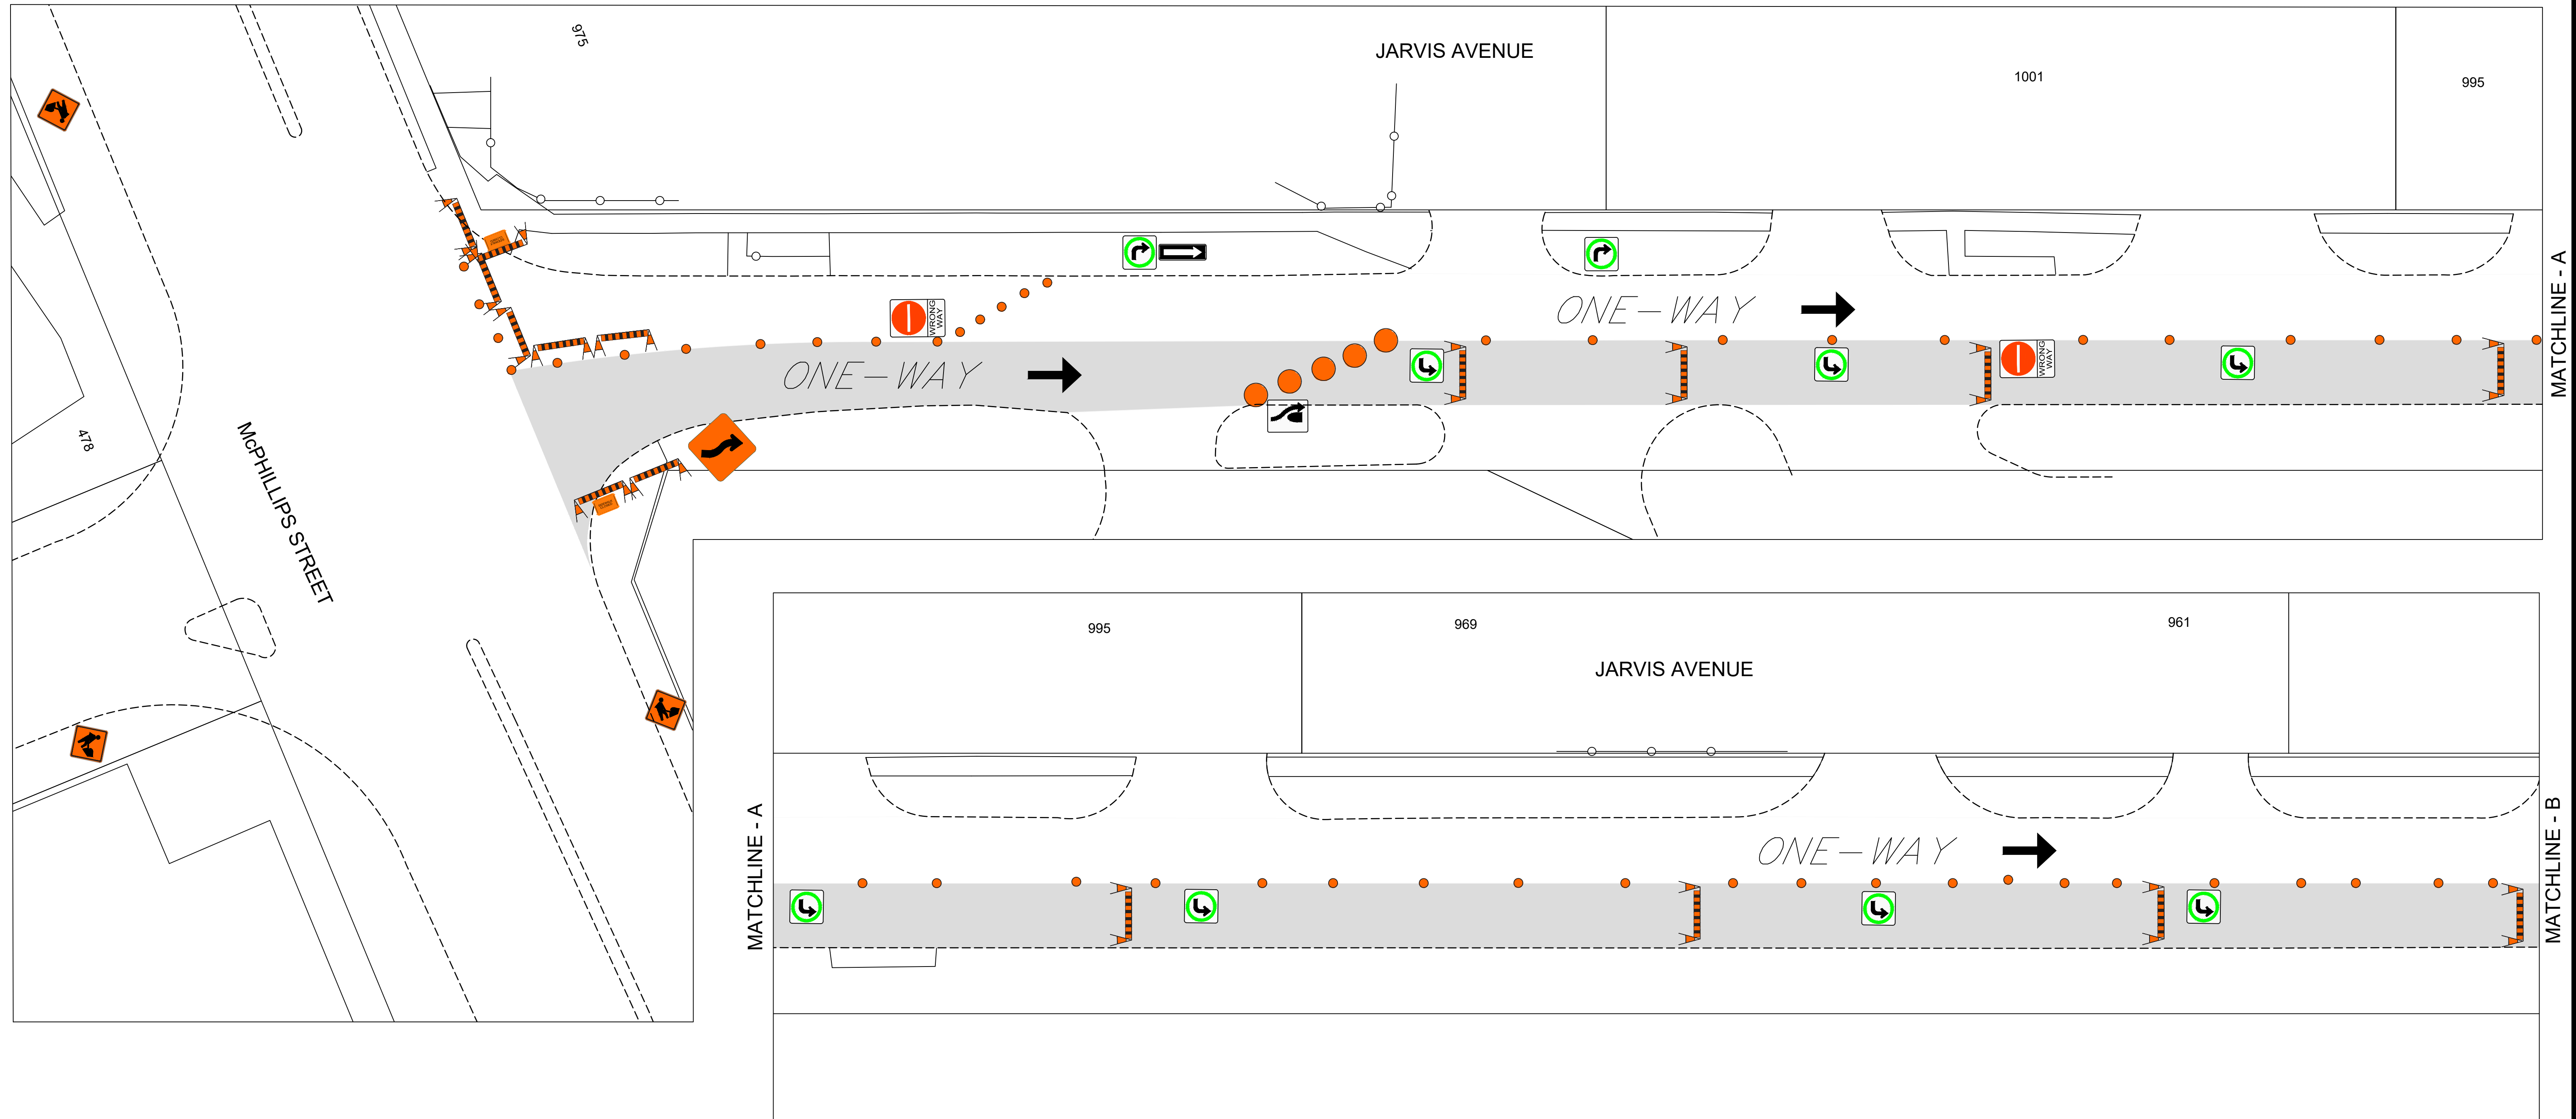 975
JARVIS AVENUE
1001
995
ONE-WAY
WRONG
WAY
ONE-WAY
WRONG
WAY
MATCHLINE - A
478
McPHILLIPS STREET
995
969
961
JARVIS AVENUE
MATCHLINE - A
ONE-WAY
MATCHLINE - B